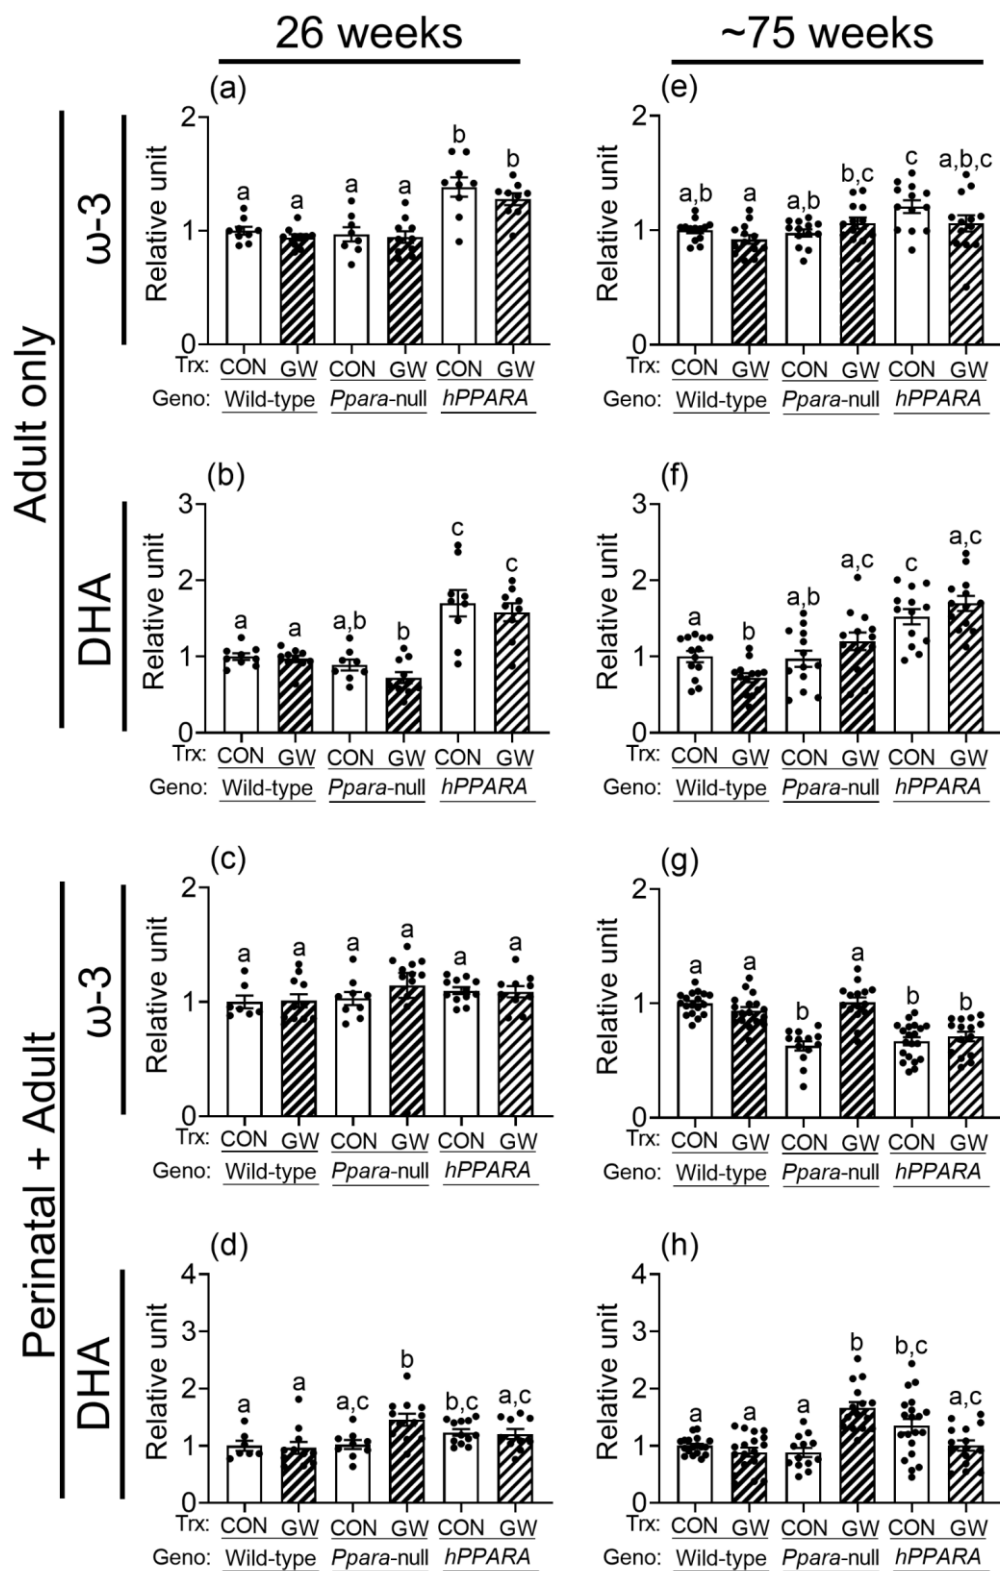 26 weeks
~75 weeks
Adult only
ω-3
(a)
Relative unit
2
1
0
a
a
a
a
b
b
Trx: CON GW CON GW CON GW
Geno: Wild-type Ppara-null hPPARA
(e)
Relative unit
2
1
0
a,b
a
a,b
b,c
c
a,b,c
CON GW CON GW CON GW
Wild-type Ppara-null hPPARA
DHA
(b)
Relative unit
3
2
1
0
a
a
a,b
b
c
c
Trx: CON GW CON GW CON GW
Geno: Wild-type Ppara-null hPPARA
(f)
Relative unit
3
2
1
0
a
b
a,b
a,c
c
a,c
Trx: CON GW CON GW CON GW
Geno: Wild-type Ppara-null hPPARA
Perinatal + Adult
ω-3
(c)
Relative unit
2
1
0
a
a
a
a
a
a
Trx: CON GW CON GW CON GW
Geno: Wild-type Ppara-null hPPARA
(g)
Relative unit
2
1
0
a
a
b
a
b
b
Trx: CON GW CON GW CON GW
Geno: Wild-type Ppara-null hPPARA
DHA
(d)
Relative unit
4
3
2
1
0
a
a
a,c
b
b,c
a,c
Trx: CON GW CON GW CON GW
Geno: Wild-type Ppara-null hPPARA
(h)
Relative unit
4
3
2
1
0
a
a
a
b
b,c
a,c
Trx: CON GW CON GW CON GW
Geno: Wild-type Ppara-null hPPARA